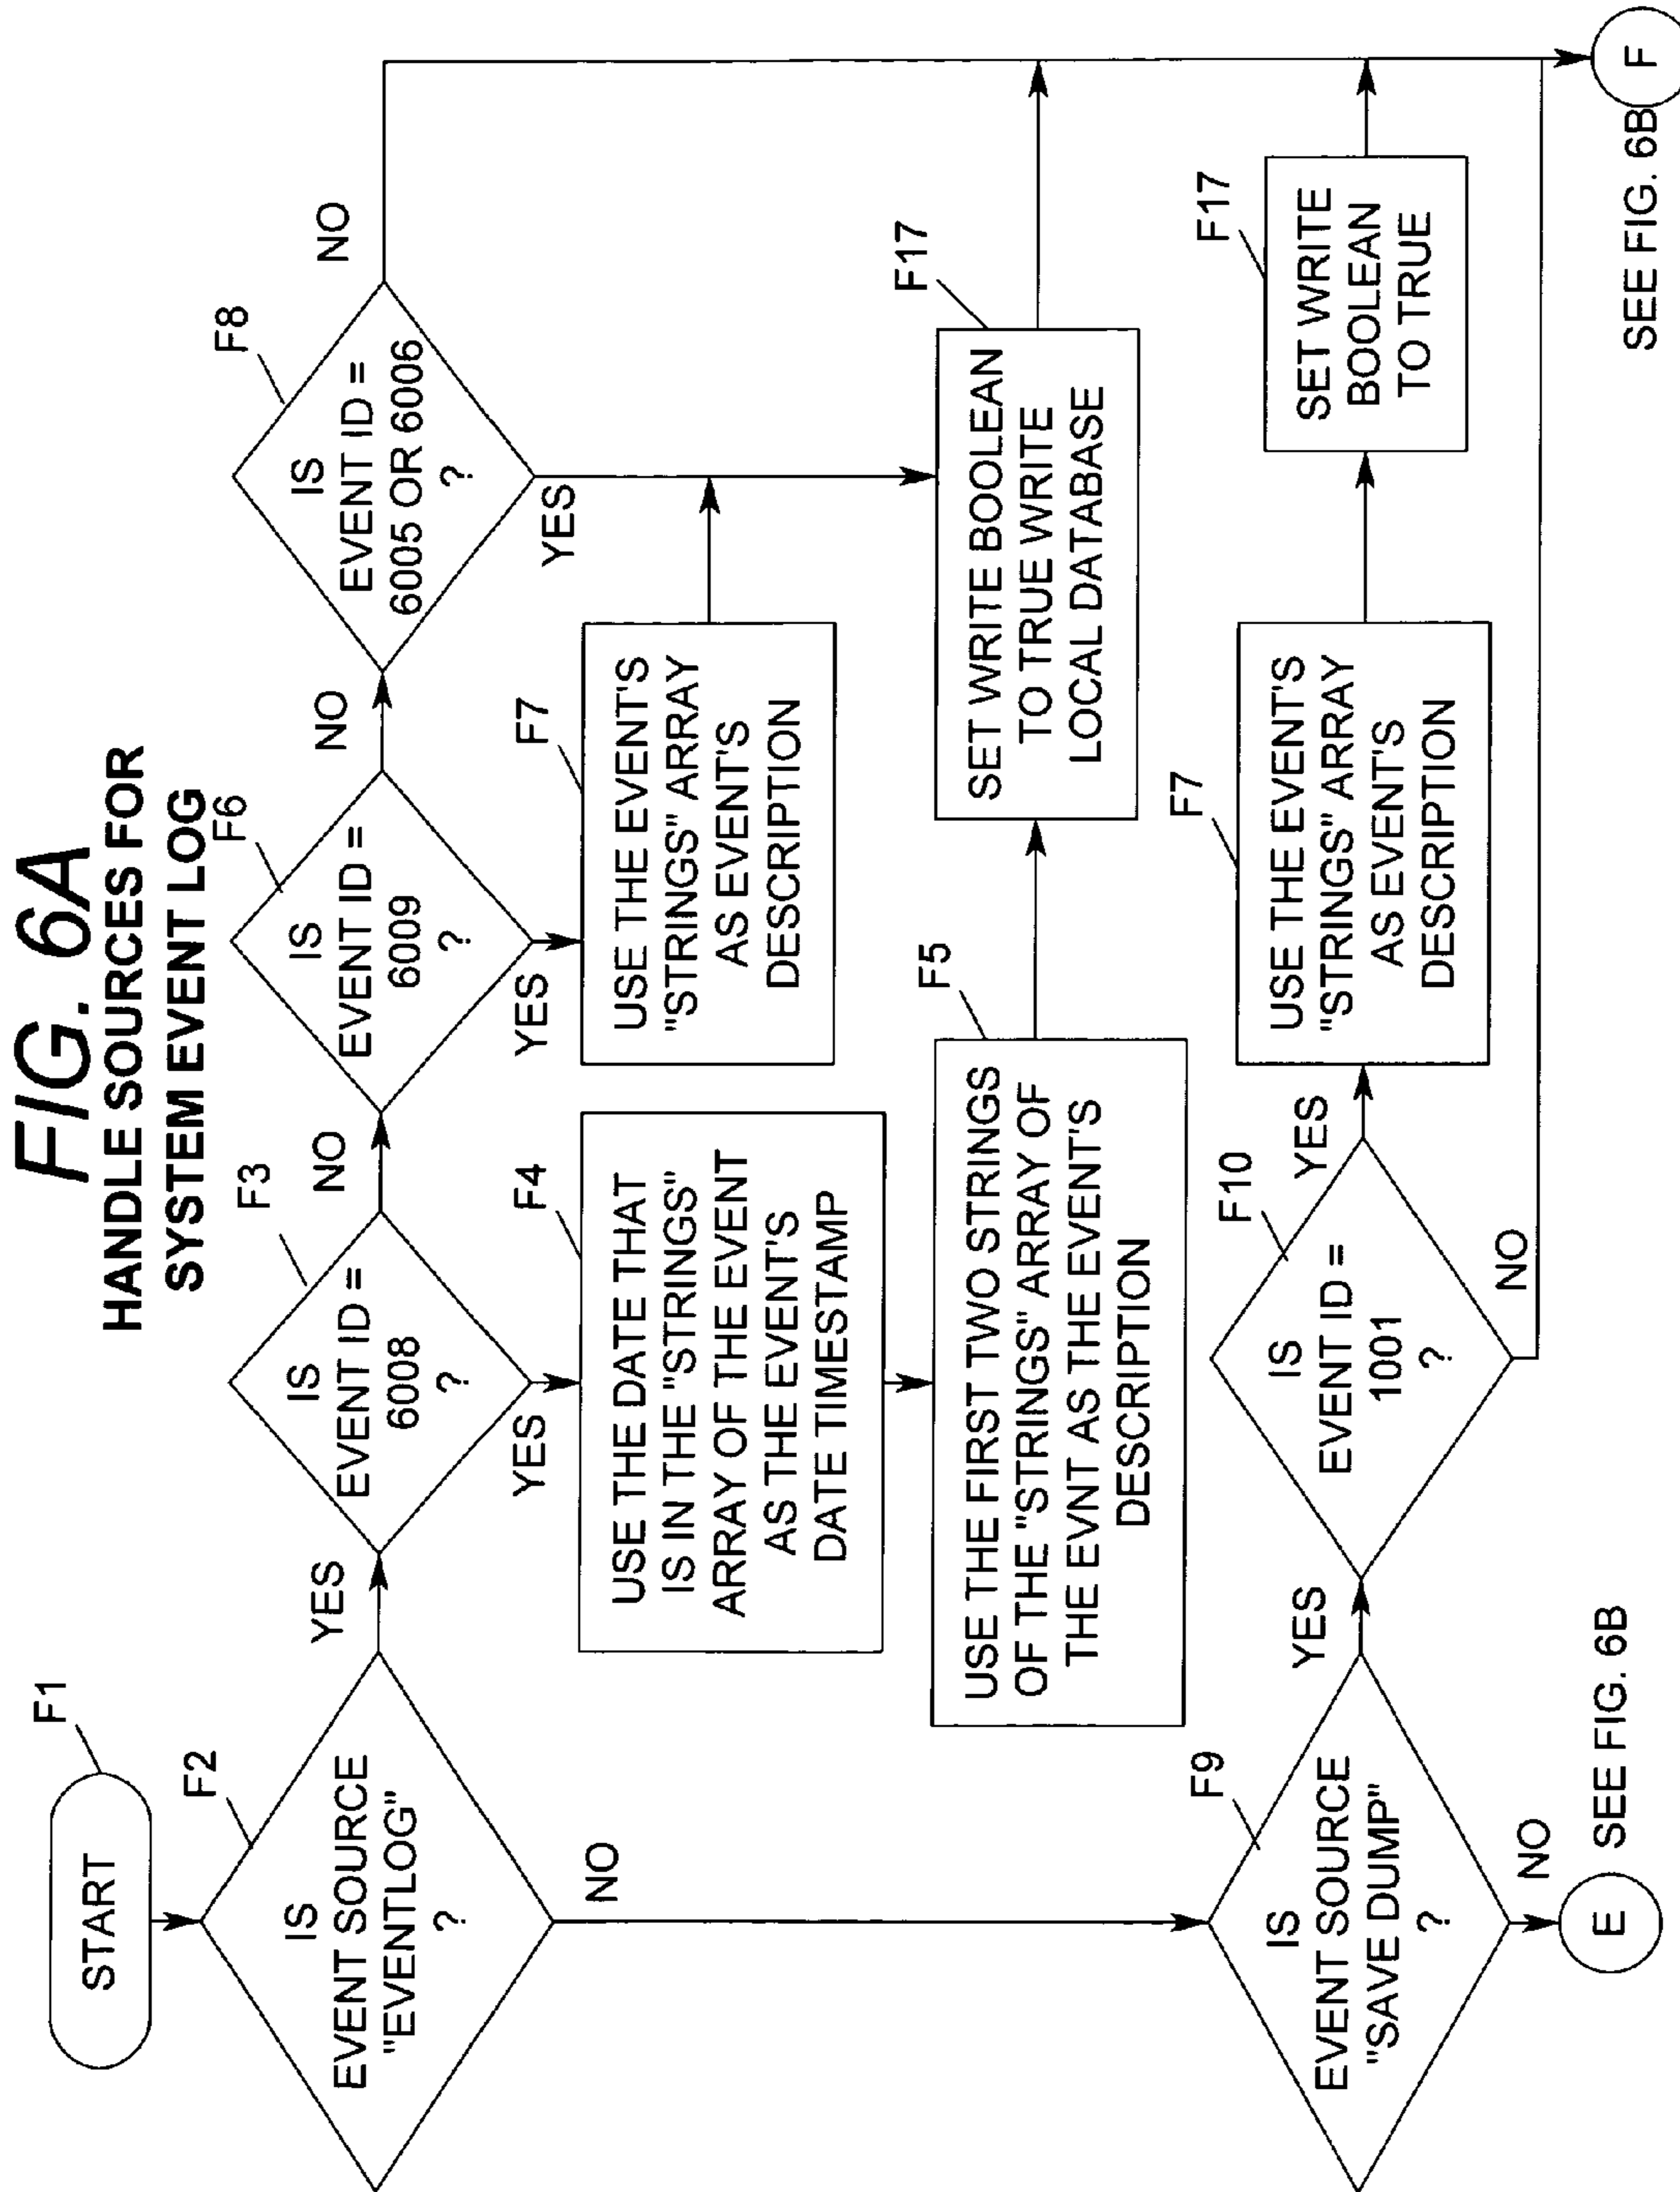 FIG. 6A
HANDLE SOURCES FOR
SYSTEM EVENT LOG
START
F1
IS
EVENT SOURCE
"EVENTLOG"
?
F2
YES
NO
IS
EVENT ID =
6008
?
F3
NO
YES
IS
EVENT ID =
6009
?
F6
NO
YES
IS
EVENT ID =
6005 OR 6006
?
F8
NO
YES
USE THE DATE THAT
IS IN THE "STRINGS"
ARRAY OF THE EVENT
AS THE EVENT'S
DATE TIMESTAMP
F4
USE THE EVENT'S
"STRINGS" ARRAY
AS EVENT'S
DESCRIPTION
F7
USE THE FIRST TWO STRINGS
OF THE "STRINGS" ARRAY OF
THE EVNT AS THE EVENT'S
DESCRIPTION
F5
SET WRITE BOOLEAN
TO TRUE WRITE
LOCAL DATABASE
F17
IS
EVENT SOURCE
"SAVE DUMP"
?
F9
YES
NO
IS
EVENT ID =
1001
?
F10
YES
NO
USE THE EVENT'S
"STRINGS" ARRAY
AS EVENT'S
DESCRIPTION
F7
SET WRITE
BOOLEAN
TO TRUE
F17
E
SEE FIG. 6B
SEE FIG. 6B
F